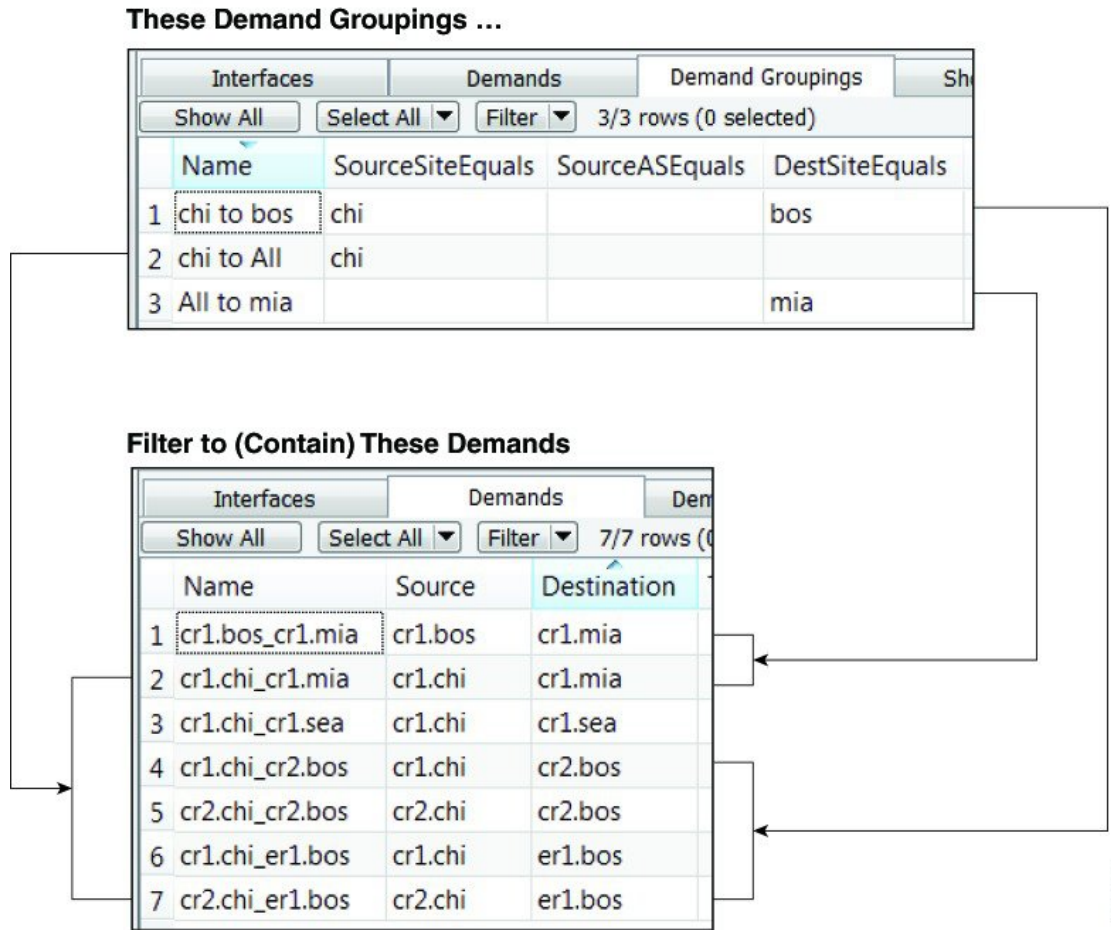 These Demand Groupings ...
Interfaces Demands Demand Groupings
Show All Select All Filter 3/3 rows (0 selected)
Name SourceSiteEquals SourceASEquals DestSiteEquals
1 chi to bos chi bos
2 chi to All chi
3 All to mia mia
Filter to (Contain) These Demands
Interfaces Demands
Show All Select All Filter 7/7 rows
Name Source Destination
1 cr1.bos_cr1.mia cr1.bos cr1.mia
2 cr1.chi_cr1.mia cr1.chi cr1.mia
3 cr1.chi_cr1.sea cr1.chi cr1.sea
4 cr1.chi_cr2.bos cr1.chi cr2.bos
5 cr2.chi_cr2.bos cr2.chi cr2.bos
6 cr1.chi_er1.bos cr1.chi er1.bos
7 cr2.chi_er1.bos cr2.chi er1.bos